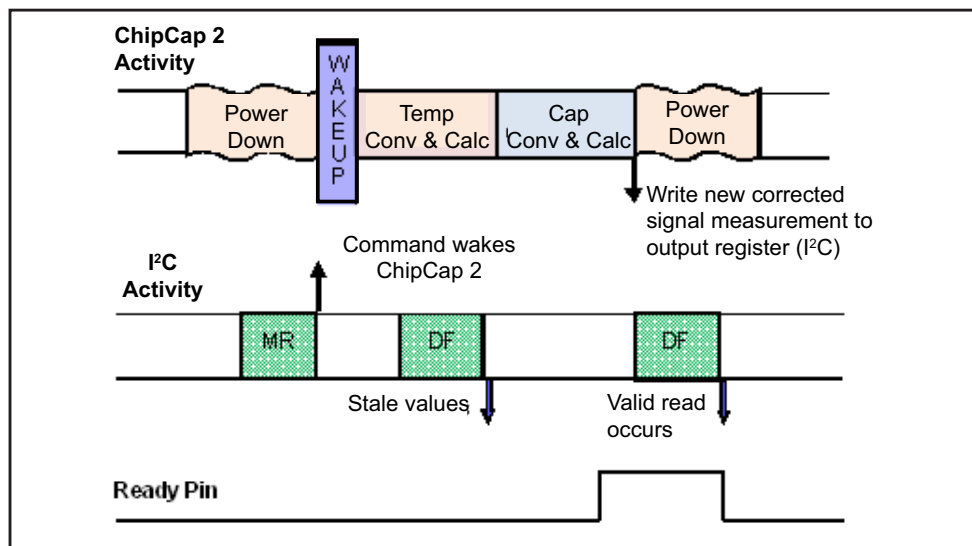 ChipCap 2
Activity
WAKEUP
Power
Down
Temp
Conv & Calc
Cap
Conv & Calc
Power
Down
Write new corrected
signal measurement to
output register (I²C)
Command wakes
ChipCap 2
I²C
Activity
MR
DF
DF
Stale values
Valid read
occurs
Ready Pin